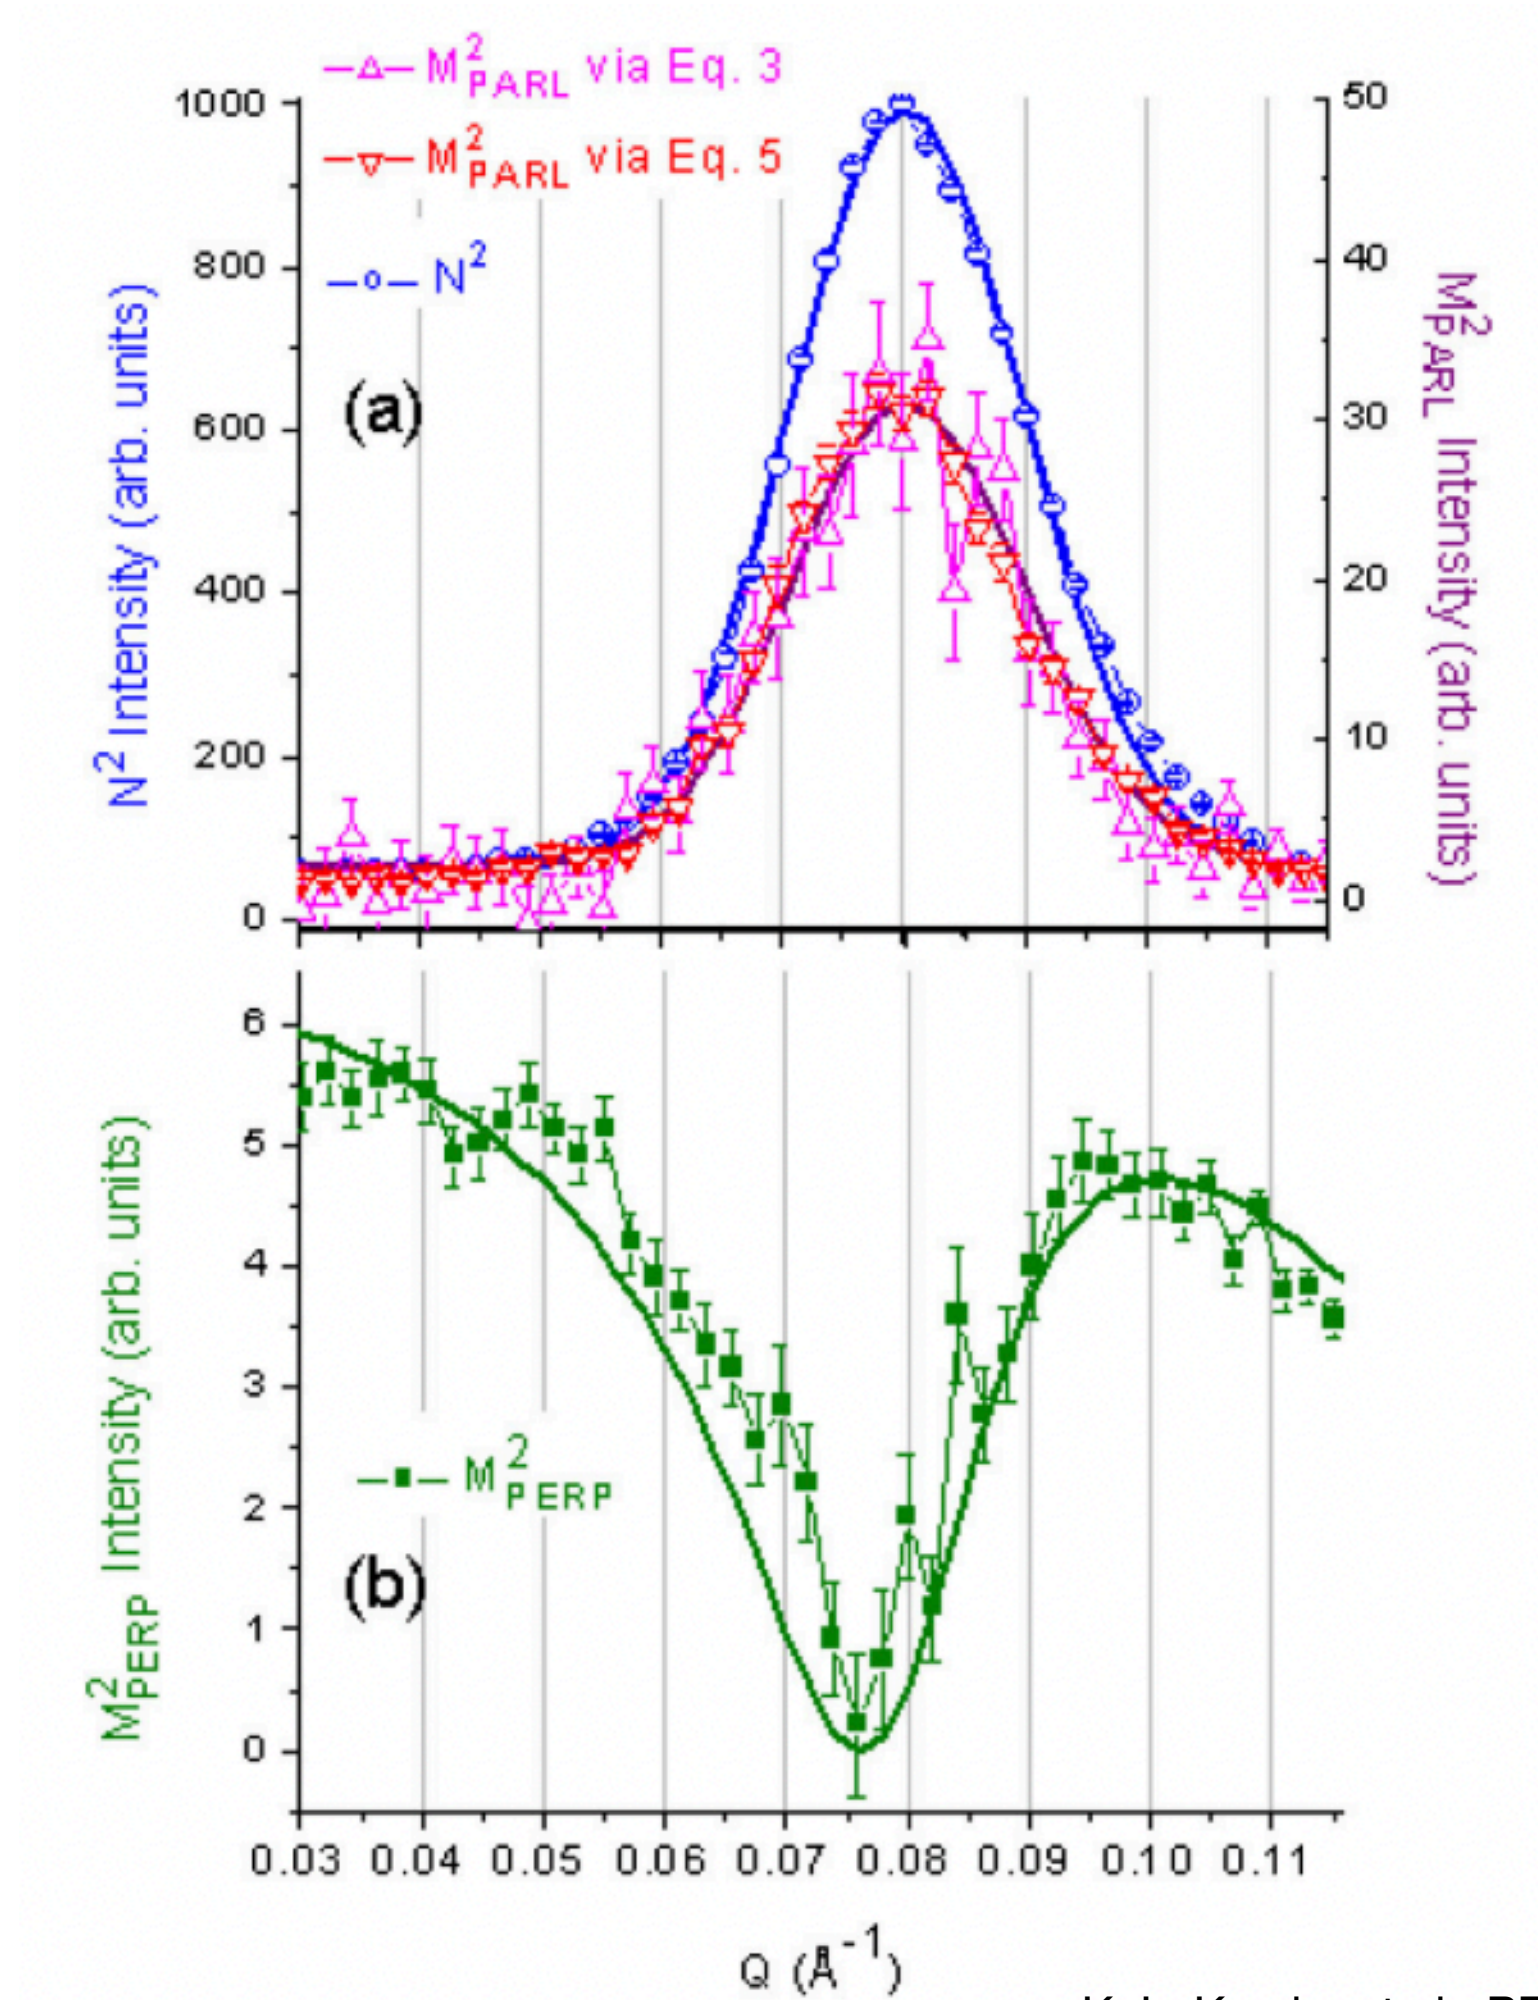 M²PARL via Eq. 3
M²PARL via Eq. 5
N²
(a)
N² Intensity (arb. units)
1000
800
600
400
200
0
50
40
30
20
10
0
M²PARL Intensity (arb. units)
M²PERP Intensity (arb. units)
6
5
4
3
2
1
0
M²PERP
(b)
0.03 0.04 0.05 0.06 0.07 0.08 0.09 0.10 0.11
Q (Å⁻¹)